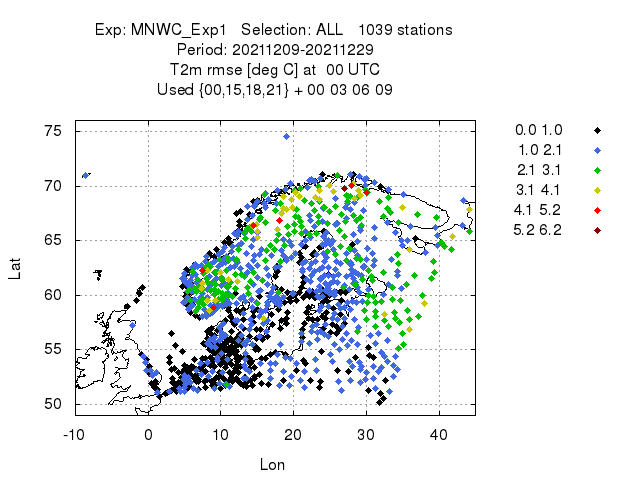 Exp: MNWC_Exp1   Selection: ALL   1039 stations
Period: 20211209-20211229
T2m rmse [deg C] at  00 UTC
Used {00,15,18,21} + 00 03 06 09
0.0 1.0
1.0 2.1
2.1 3.1
3.1 4.1
4.1 5.2
5.2 6.2
75
70
65
60
55
50
Lat
-10 0 10 20 30 40
Lon